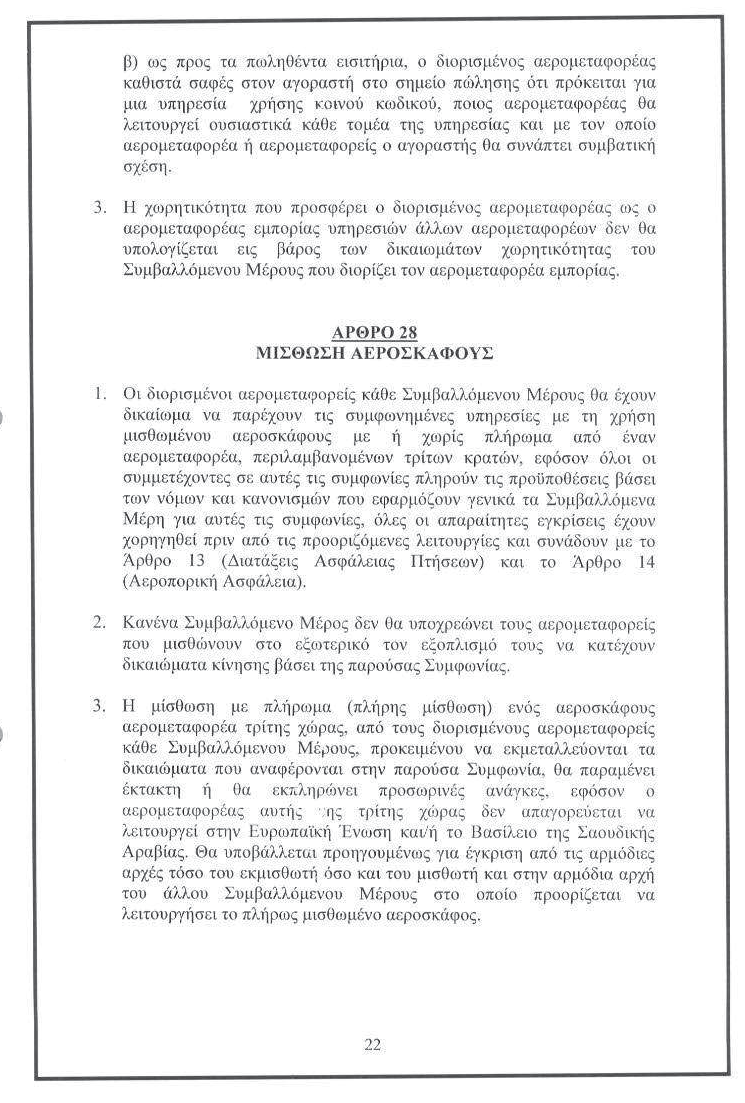 β) ως προς τα πωληθέντα εισιτήρια, ο διορισμένος αερομεταφορέας
καθιστά σαφές στον αγοραστή στο σημείο πώλησης ότι πρόκειται για
μια υπηρεσία χρήσης κοινού κωδικού, ποιος αερομεταφορέας θα
λειτουργεί ουσιαστικά κάθε τομέα της υπηρεσίας και με τον οποίο
αερομεταφορέα ή αερομεταφορείς ο αγοραστής θα συνάπτει συμβατική
σχέση.
3. Η χωρητικότητα που προσφέρει ο διορισμένος αερομεταφορέας ως ο
αερομεταφορέας εμπορίας υπηρεσιών άλλων αερομεταφορέων δεν θα
υπολογίζεται εις βάρος των δικαιωμάτων χωρητικότητας του
Συμβαλλόμενου Μέρους που διορίζει τον αερομεταφορέα εμπορίας.
ΑΡΘΡΟ 28
ΜΙΣΘΩΣΗ ΑΕΡΟΣΚΑΦΟΥΣ
1. Οι διορισμένοι αερομεταφορείς κάθε Συμβαλλόμενου Μέρους θα έχουν
δικαίωμα να παρέχουν τις συμφωνημένες υπηρεσίες με τη χρήση
μισθωμένου αεροσκάφους με ή χωρίς πλήρωμα από έναν
αερομεταφορέα, περιλαμβανομένων τρίτων κρατών, εφόσον όλοι οι
συμμετέχοντες σε αυτές τις συμφωνίες πληρούν τις προϋποθέσεις βάσει
των νόμων και κανονισμών που εφαρμόζουν γενικά τα Συμβαλλόμενα
Μέρη για αυτές τις συμφωνίες, όλες οι απαραίτητες εγκρίσεις έχουν
χορηγηθεί πριν από τις προοριζόμενες λειτουργίες και συνάδουν με το
Άρθρο 13 (Διατάξεις Ασφάλειας Πτήσεων) και το Άρθρο 14
(Αεροπορική Ασφάλεια).
2. Κανένα Συμβαλλόμενο Μέρος δεν θα υποχρεώνει τους αερομεταφορείς
που μισθώνουν στο εξωτερικό τον εξοπλισμό τους να κατέχουν
δικαιώματα κίνησης βάσει της παρούσας Συμφωνίας.
3. Η μίσθωση με πλήρωμα (πλήρης μίσθωση) ενός αεροσκάφους
αερομεταφορέα τρίτης χώρας, από τους διορισμένους αερομεταφορείς
κάθε Συμβαλλόμενου Μέρους, προκειμένου να εκμεταλλεύονται τα
δικαιώματα που αναφέρονται στην παρούσα Συμφωνία, θα παραμένει
έκτακτη ή θα εκπληρώνει προσωρινές ανάγκες, εφόσον ο
αερομεταφορέας αυτής ης τρίτης χώρας δεν απαγορεύεται να
λειτουργεί στην Ευρωπαϊκή Ένωση και/ή το Βασίλειο της Σαουδικής
Αραβίας. Θα υποβάλλεται προηγουμένως για έγκριση από τις αρμόδιες
αρχές τόσο του εκμισθωτή όσο και του μισθωτή και στην αρμόδια αρχή
του άλλου Συμβαλλόμενου Μέρους στο οποίο προορίζεται να
λειτουργήσει το πλήρως μισθωμένο αεροσκάφος.
22